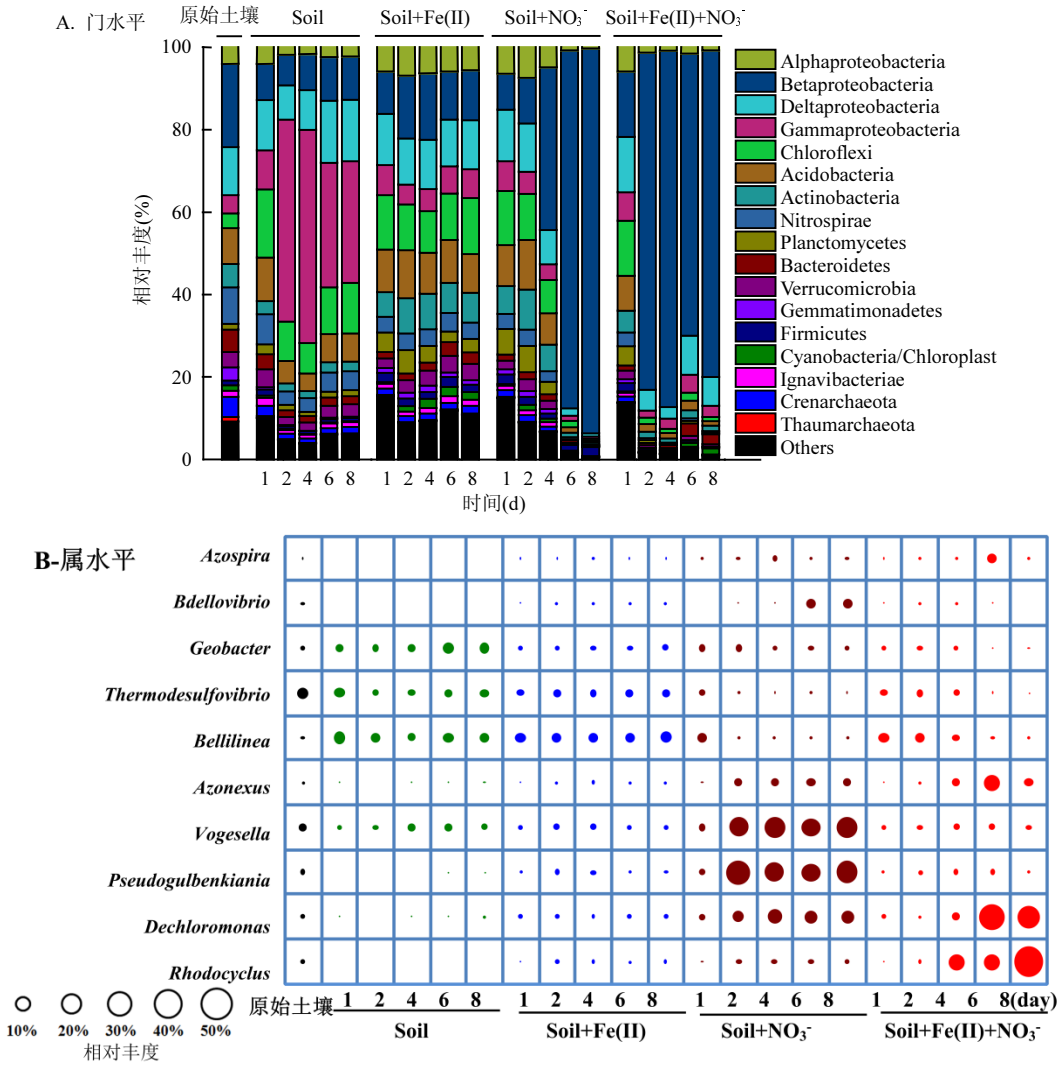 A. 门水平
原始土壤 Soil Soil+Fe(II) Soil+NO₃⁻ Soil+Fe(II)+NO₃⁻
100
80
60
40
20
0
相对丰度(%)
1 2 4 6 8 1 2 4 6 8 1 2 4 6 8 1 2 4 6 8
时间(d)
Alphaproteobacteria
Betaproteobacteria
Deltaproteobacteria
Gammaproteobacteria
Chloroflexi
Acidobacteria
Actinobacteria
Nitrospirae
Planctomycetes
Bacteroidetes
Verrucomicrobia
Gemmatimonadetes
Firmicutes
Cyanobacteria/Chloroplast
Ignavibacteriae
Crenarchaeota
Thaumarchaeota
Others
B-属水平
Azospira
Bdellovibrio
Geobacter
Thermodesulfovibrio
Bellilinea
Azonexus
Vogesella
Pseudogulbenkiania
Dechloromonas
Rhodocyclus
原始土壤 1 2 4 6 8 1 2 4 6 8 1 2 4 6 8 1 2 4 6 8(day)
Soil Soil+Fe(II) Soil+NO₃⁻ Soil+Fe(II)+NO₃⁻
10% 20% 30% 40% 50%
相对丰度